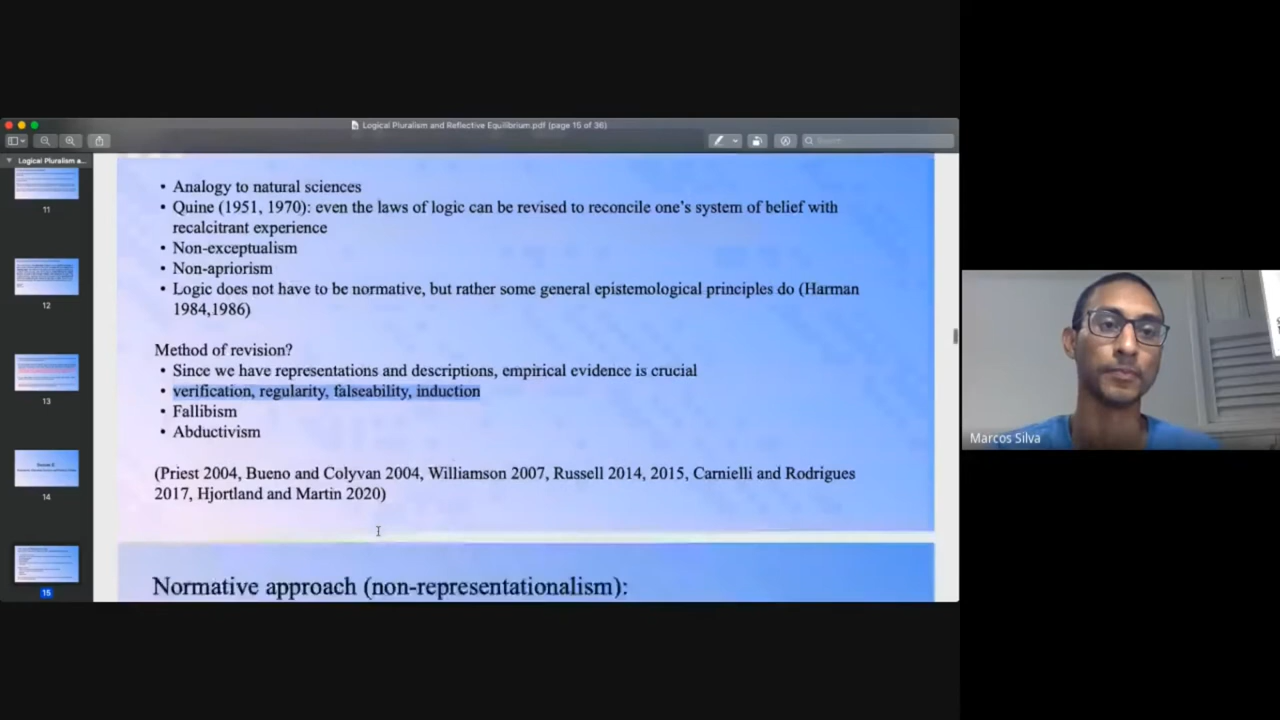 Logical Pluralism and Reflective Equilibrium.pdf (page 15 of 36)
Search
Logical Pluralism a...
11
12
13
14
15
• Analogy to natural sciences
• Quine (1951, 1970): even the laws of logic can be revised to reconcile one's system of belief with
recalcitrant experience
• Non-exceptualism
• Non-apriorism
• Logic does not have to be normative, but rather some general epistemological principles do (Harman
1984,1986)
Method of revision?
• Since we have representations and descriptions, empirical evidence is crucial
• verification, regularity, falseability, induction
• Fallibism
• Abductivism
(Priest 2004, Bueno and Colyvan 2004, Williamson 2007, Russell 2014, 2015, Carnielli and Rodrigues
2017, Hjortland and Martin 2020)
Normative approach (non-representationalism):
Marcos Silva